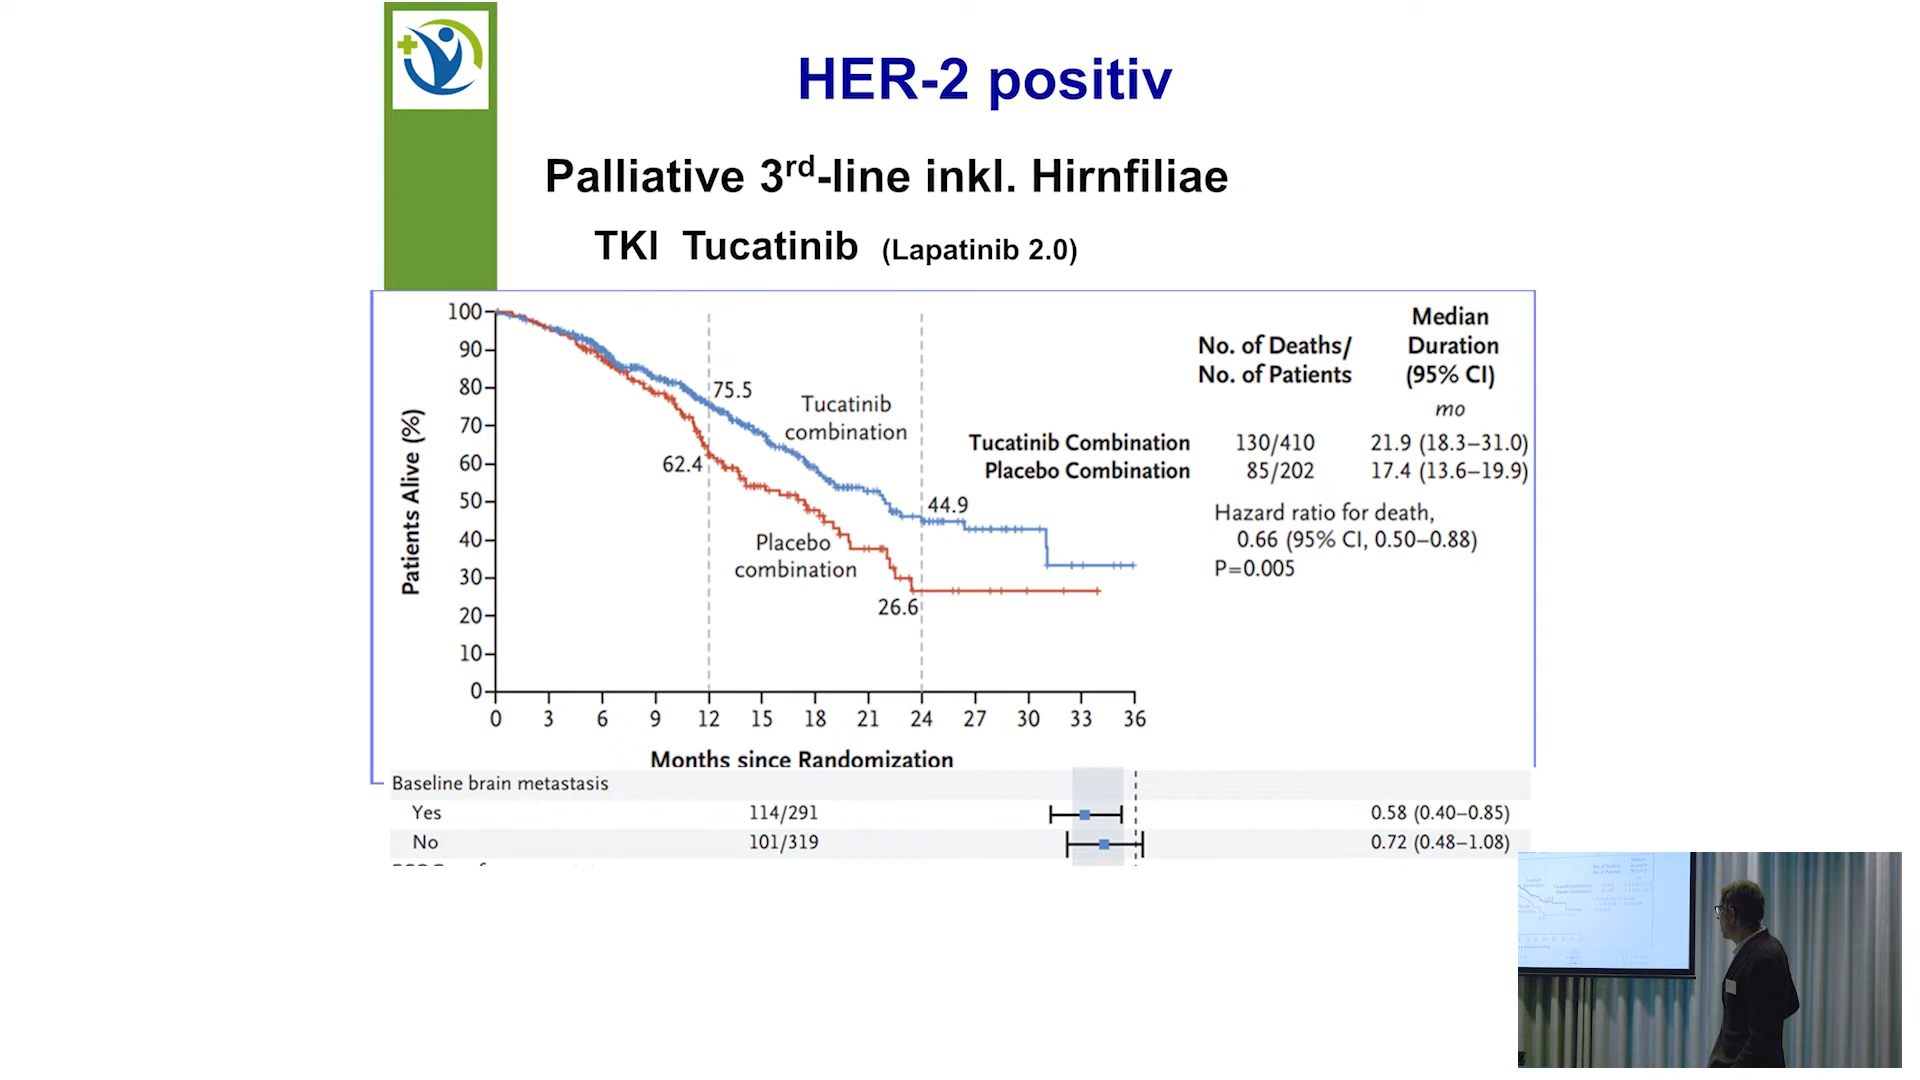 HER-2 positiv
Palliative 3rd-line inkl. Hirnfiliae
TKI Tucatinib (Lapatinib 2.0)
100
90
80
70
60
50
40
30
20
10
0
Patients Alive (%)
0 3 6 9 12 15 18 21 24 27 30 33 36
Months since Randomization
75.5
62.4
Tucatinib
combination
Placebo
combination
44.9
26.6
No. of Deaths/
No. of Patients
Median
Duration
(95% CI)
mo
Tucatinib Combination 130/410 21.9 (18.3–31.0)
Placebo Combination 85/202 17.4 (13.6–19.9)
Hazard ratio for death,
0.66 (95% CI, 0.50–0.88)
P=0.005
Baseline brain metastasis
Yes 114/291 0.58 (0.40–0.85)
No 101/319 0.72 (0.48–1.08)